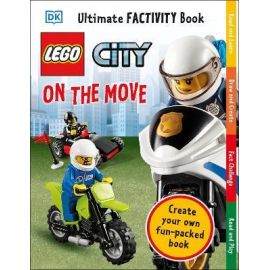 DK
Ultimate FACTIVITY Book
LEGO CITY
ON THE MOVE
Create
your own
fun-packed
book
Read and Learn
Draw and Create
Fact Challenge
Read and Play